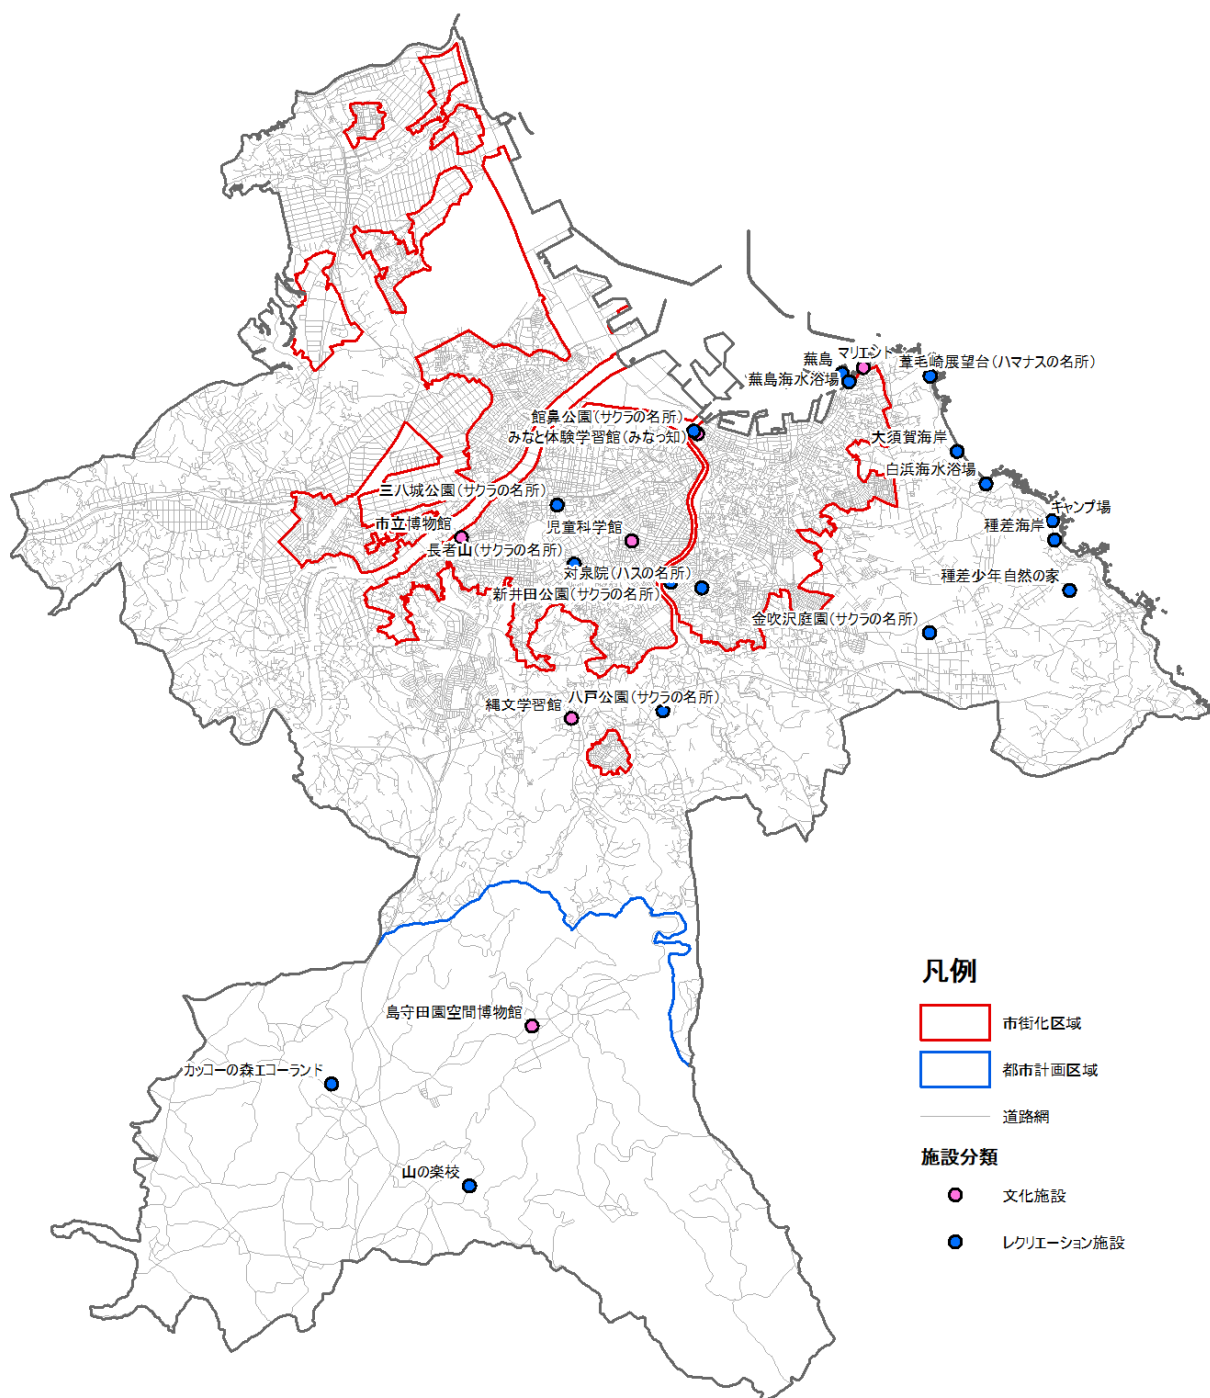 蕪島
マリエント
葦毛崎展望台(ハマナスの名所)
蕪島海水浴場
館鼻公園(サクラの名所)
みなと体験学習館(みなっ知)
大須賀海岸
白浜海水浴場
三八城公園(サクラの名所)
キャンプ場
市立博物館
児童科学館
種差海岸
長者山(サクラの名所)
対泉院(ハスの名所)
種差少年自然の家
新井田公園(サクラの名所)
金吹沢庭園(サクラの名所)
縄文学習館
八戸公園(サクラの名所)
島守田園空間博物館
カッコーの森エコーランド
山の楽校
凡例
市街化区域
都市計画区域
道路網
施設分類
文化施設
レクリエーション施設